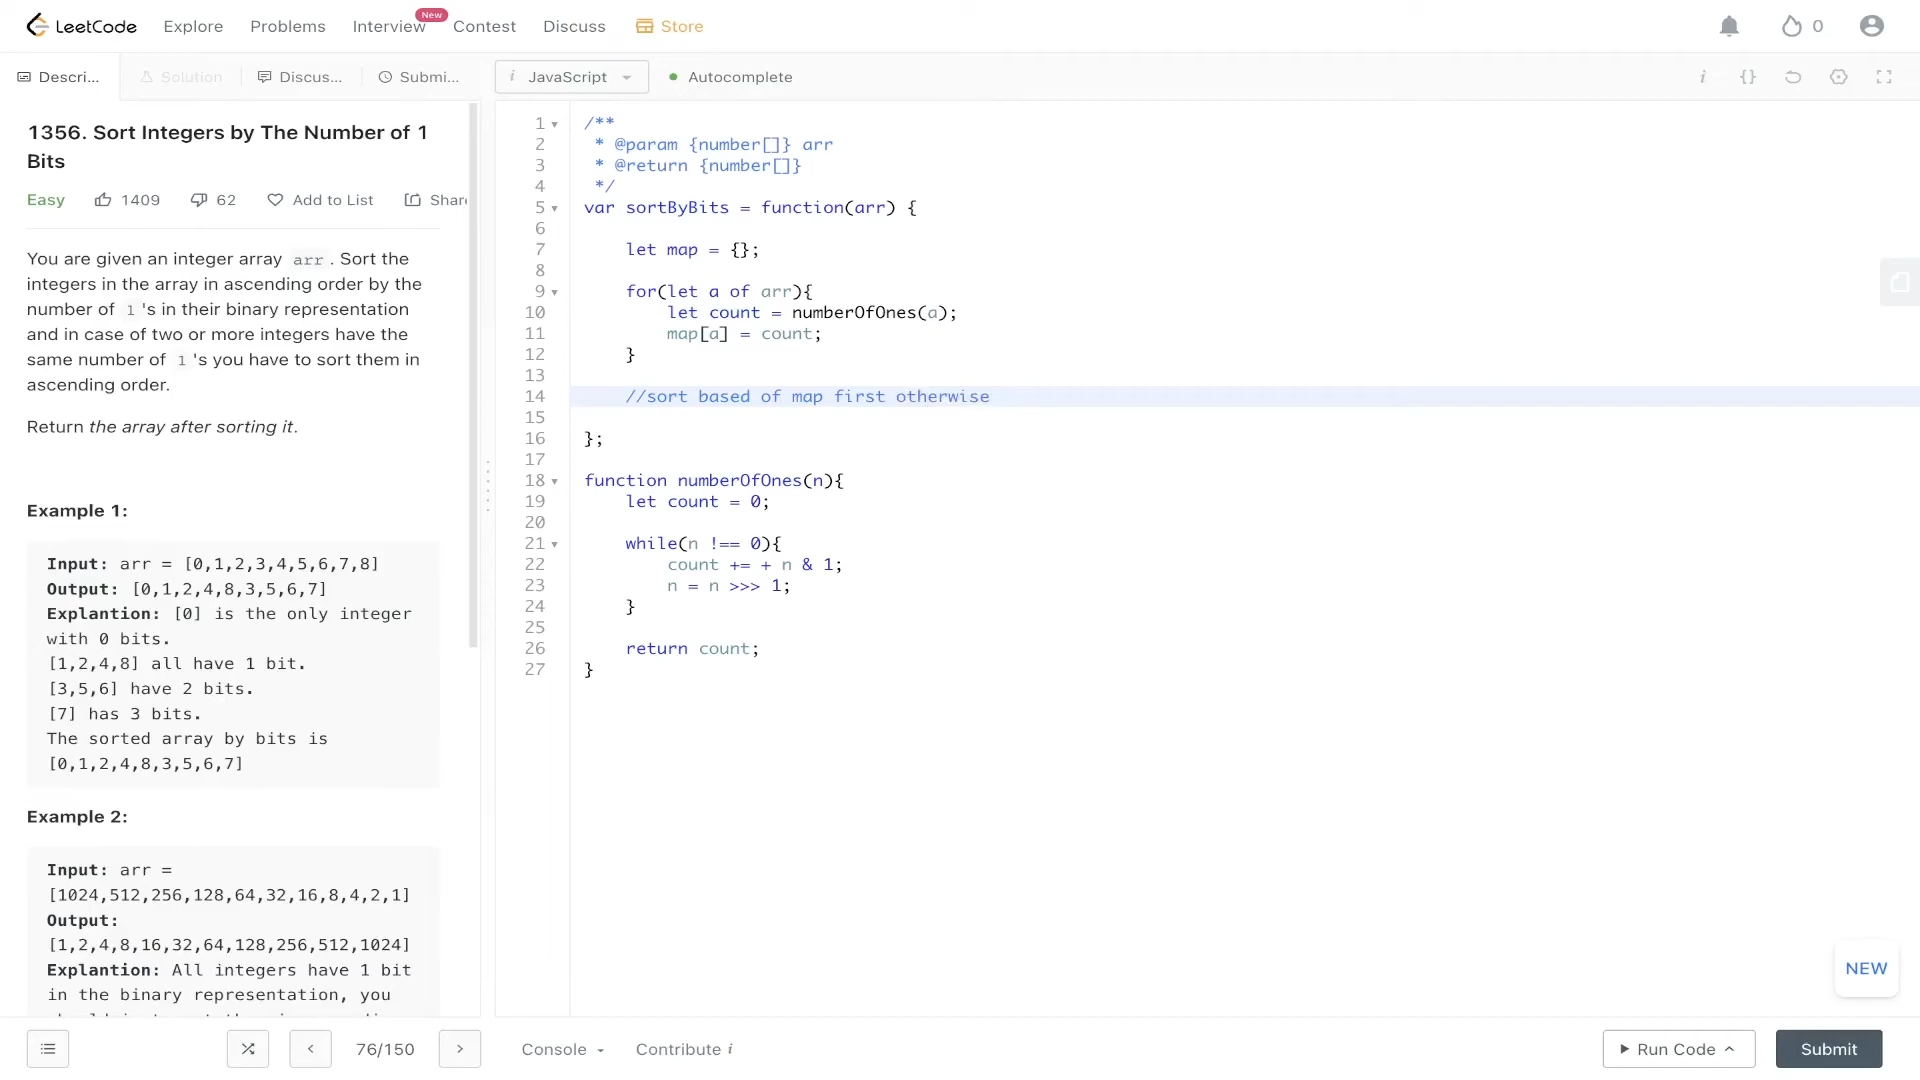 LeetCode Explore Problems Interview New Contest Discuss Store 0
Descri... Solution Discus... Submi...
i JavaScript Autocomplete i {}
1356. Sort Integers by The Number of 1
Bits
Easy 1409 62 Add to List Share
You are given an integer array arr . Sort the
integers in the array in ascending order by the
number of 1 's in their binary representation
and in case of two or more integers have the
same number of 1 's you have to sort them in
ascending order.
Return the array after sorting it.
Example 1:
Input: arr = [0,1,2,3,4,5,6,7,8]
Output: [0,1,2,4,8,3,5,6,7]
Explantion: [0] is the only integer
with 0 bits.
[1,2,4,8] all have 1 bit.
[3,5,6] have 2 bits.
[7] has 3 bits.
The sorted array by bits is
[0,1,2,4,8,3,5,6,7]
Example 2:
Input: arr =
[1024,512,256,128,64,32,16,8,4,2,1]
Output:
[1,2,4,8,16,32,64,128,256,512,1024]
Explantion: All integers have 1 bit
in the binary representation, you
1 /**
2 * @param {number[]} arr
3 * @return {number[]}
4 */
5 var sortByBits = function(arr) {
6
7 let map = {};
8
9 for(let a of arr){
10 let count = numberOfOnes(a);
11 map[a] = count;
12 }
13
14 //sort based of map first otherwise
15
16 };
17
18 function numberOfOnes(n){
19 let count = 0;
20
21 while(n !== 0){
22 count += + n & 1;
23 n = n >>> 1;
24 }
25
26 return count;
27 }
NEW
< 76/150 >
Console Contribute i
Run Code Submit